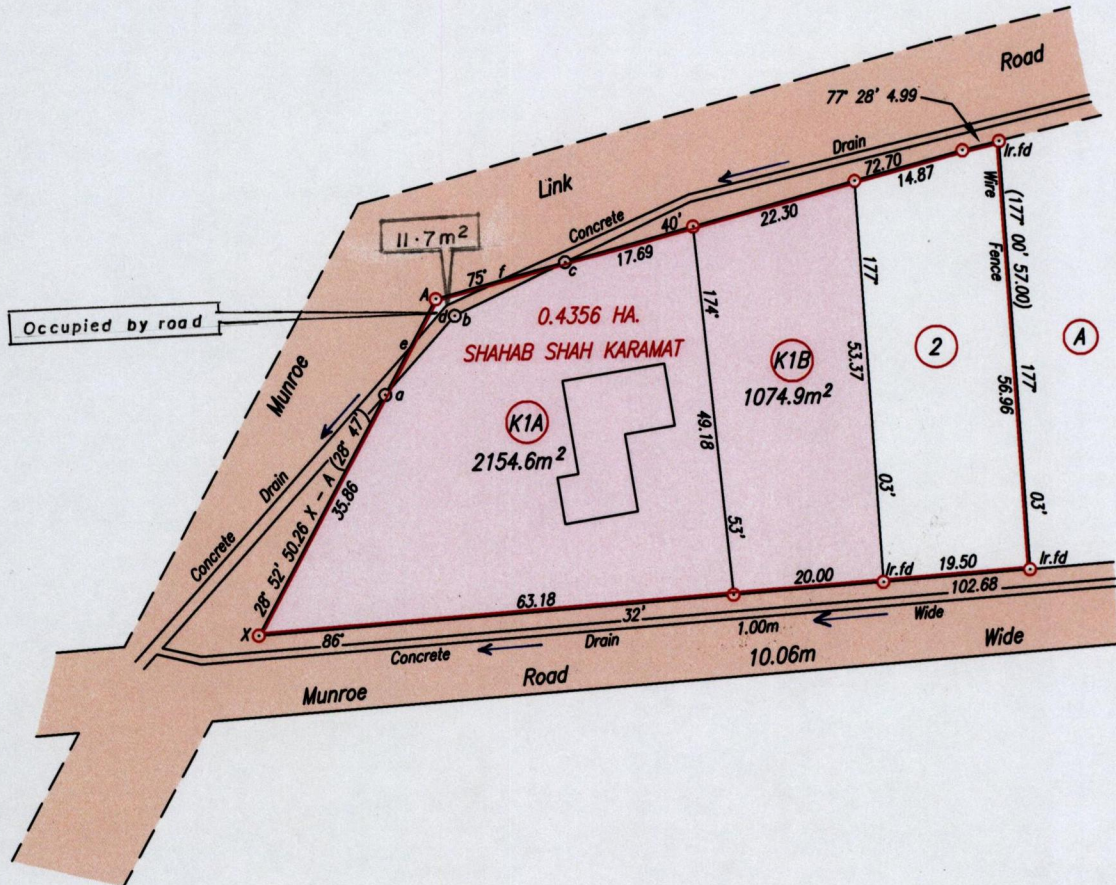 Road
77° 28' 4.99
Drain
Ir.fd
Link
72.70
14.87
Wire Fence
(177° 00' 57.00)
Concrete
40'
22.30
11.7m²
17.69
75°
f
c
A
d
b
Occupied by road
e
0.4356 HA.
SHAHAB SHAH KARAMAT
174°
177°
53.37
K1B
1074.9m²
2
A
177°
56.96
Munroe
a
K1A
2154.6m²
49.18
Drain
Concrete
28° 52' 50.26 X - A (28° 47')
35.86
53'
03'
03'
Ir.fd
19.50
Ir.fd
20.00
102.68
63.18
32'
X
86°
1.00m
Wide
Concrete
Drain
10.06m
Wide
Munroe
Road